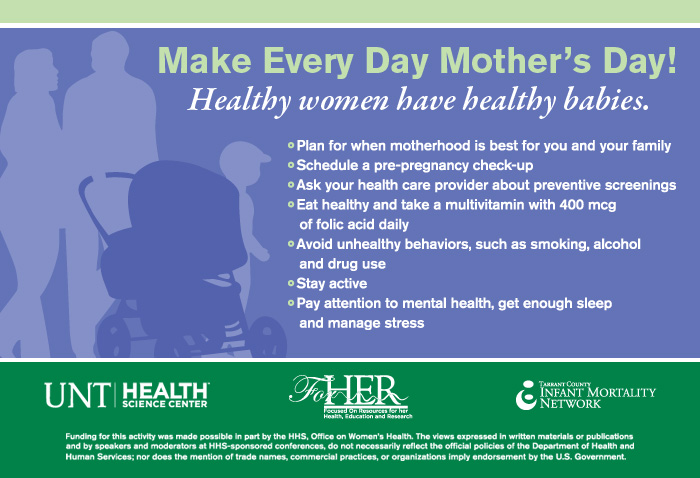 Make Every Day Mother's Day!
Healthy women have healthy babies.
Plan for when motherhood is best for you and your family
Schedule a pre-pregnancy check-up
Ask your health care provider about preventive screenings
Eat healthy and take a multivitamin with 400 mcg
of folic acid daily
Avoid unhealthy behaviors, such as smoking, alcohol
and drug use
Stay active
Pay attention to mental health, get enough sleep
and manage stress
UNT HEALTH
SCIENCE CENTER
For HER
Focused On Resources for her
Health, Education and Research
TARRANT COUNTY
INFANT MORTALITY
NETWORK
Funding for this activity was made possible in part by the HHS, Office on Women's Health. The views expressed in written materials or publications
and by speakers and moderators at HHS-sponsored conferences, do not necessarily reflect the official policies of the Department of Health and
Human Services; nor does the mention of trade names, commercial practices, or organizations imply endorsement by the U.S. Government.